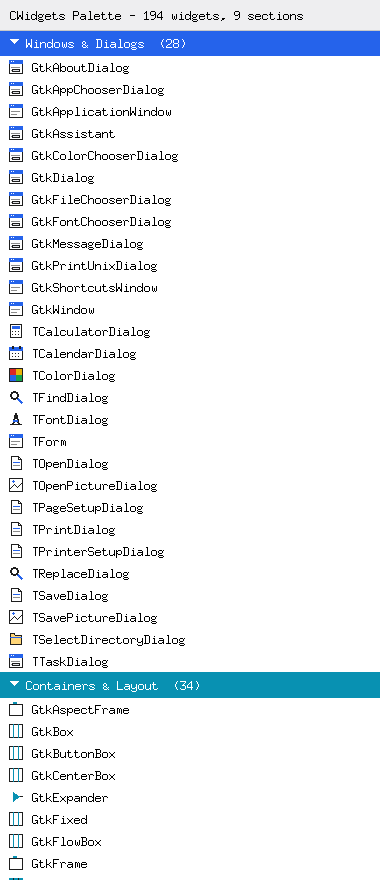 CWidgets Palette - 194 widgets, 9 sections
Windows & Dialogs (28)
GtkAboutDialog
GtkAppChooserDialog
GtkApplicationWindow
GtkAssistant
GtkColorChooserDialog
GtkDialog
GtkFileChooserDialog
GtkFontChooserDialog
GtkMessageDialog
GtkPrintUnixDialog
GtkShortcutsWindow
GtkWindow
TCalculatorDialog
TCalendarDialog
TColorDialog
TFindDialog
TFontDialog
TForm
TOpenDialog
TOpenPictureDialog
TPageSetupDialog
TPrintDialog
TPrinterSetupDialog
TReplaceDialog
TSaveDialog
TSavePictureDialog
TSelectDirectoryDialog
TTaskDialog
Containers & Layout (34)
GtkAspectFrame
GtkBox
GtkButtonBox
GtkCenterBox
GtkExpander
GtkFixed
GtkFlowBox
GtkFrame